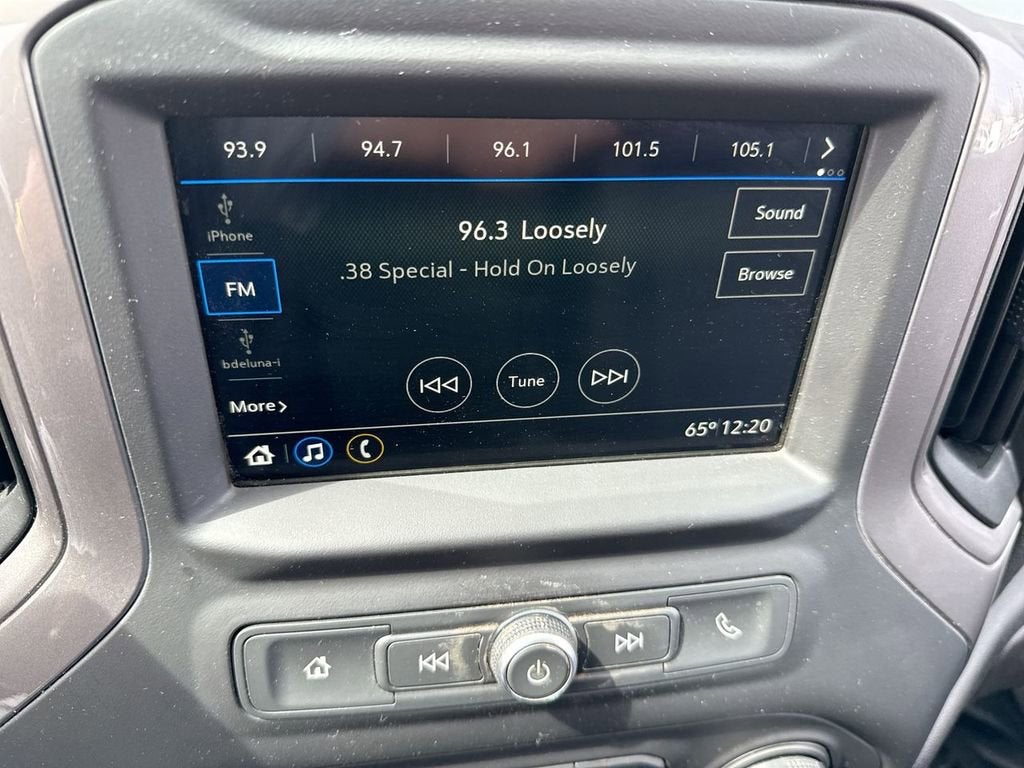 93.9 94.7 96.1 101.5 105.1
iPhone
96.3 Loosely
Sound
.38 Special - Hold On Loosely
FM
Browse
bdeluna-i
Tune
More
65° 12:20